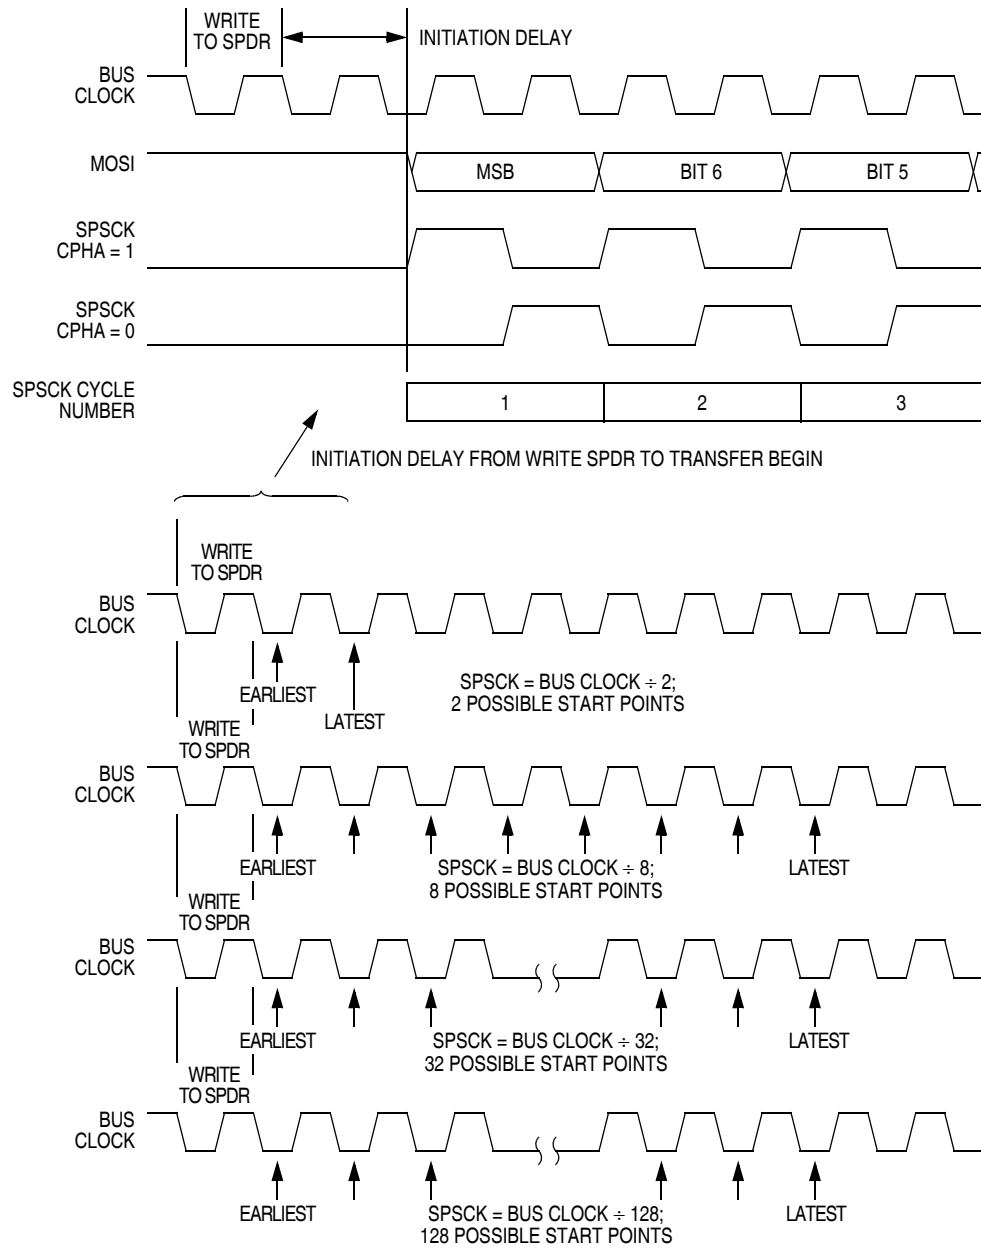 WRITE
TO SPDR
INITIATION DELAY
BUS
CLOCK
MOSI
MSB
BIT 6
BIT 5
SPSCK
CPHA = 1
SPSCK
CPHA = 0
SPSCK CYCLE
NUMBER
1
2
3
INITIATION DELAY FROM WRITE SPDR TO TRANSFER BEGIN
WRITE
TO SPDR
BUS
CLOCK
EARLIEST
LATEST
SPSCK = BUS CLOCK ÷ 2;
2 POSSIBLE START POINTS
WRITE
TO SPDR
BUS
CLOCK
EARLIEST
SPSCK = BUS CLOCK ÷ 8;
8 POSSIBLE START POINTS
LATEST
WRITE
TO SPDR
BUS
CLOCK
EARLIEST
SPSCK = BUS CLOCK ÷ 32;
32 POSSIBLE START POINTS
LATEST
WRITE
TO SPDR
BUS
CLOCK
EARLIEST
SPSCK = BUS CLOCK ÷ 128;
128 POSSIBLE START POINTS
LATEST